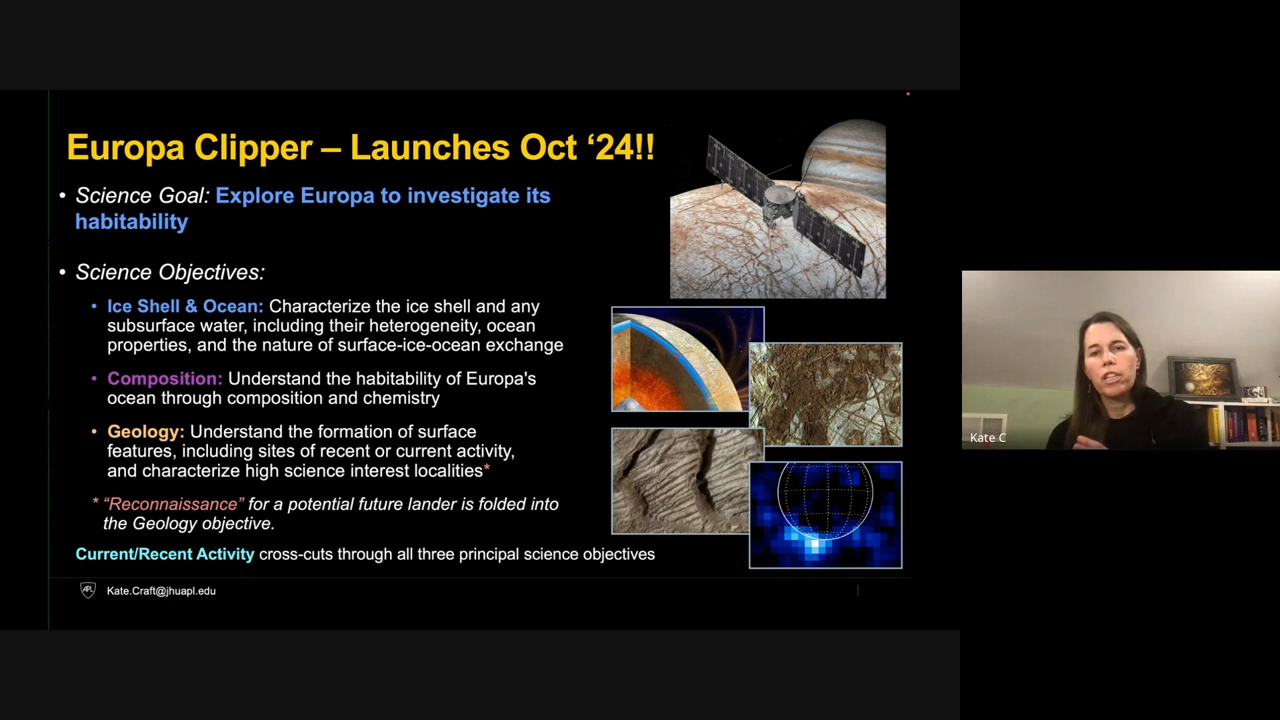 Europa Clipper – Launches Oct ‘24!!
• Science Goal: Explore Europa to investigate its
habitability
• Science Objectives:
• Ice Shell & Ocean: Characterize the ice shell and any
subsurface water, including their heterogeneity, ocean
properties, and the nature of surface-ice-ocean exchange
• Composition: Understand the habitability of Europa's
ocean through composition and chemistry
• Geology: Understand the formation of surface
features, including sites of recent or current activity,
and characterize high science interest localities*
* “Reconnaissance” for a potential future lander is folded into
the Geology objective.
Current/Recent Activity cross-cuts through all three principal science objectives
APL
Kate.Craft@jhuapl.edu
Kate C